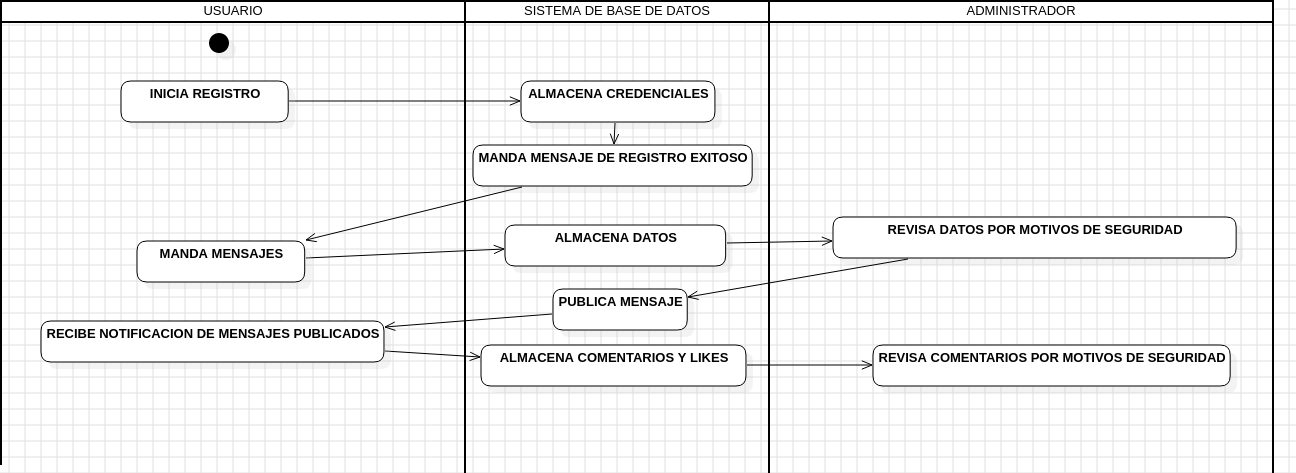 USUARIO
SISTEMA DE BASE DE DATOS
ADMINISTRADOR
INICIA REGISTRO
ALMACENA CREDENCIALES
MANDA MENSAJE DE REGISTRO EXITOSO
MANDA MENSAJES
ALMACENA DATOS
REVISA DATOS POR MOTIVOS DE SEGURIDAD
PUBLICA MENSAJE
RECIBE NOTIFICACION DE MENSAJES PUBLICADOS
ALMACENA COMENTARIOS Y LIKES
REVISA COMENTARIOS POR MOTIVOS DE SEGURIDAD